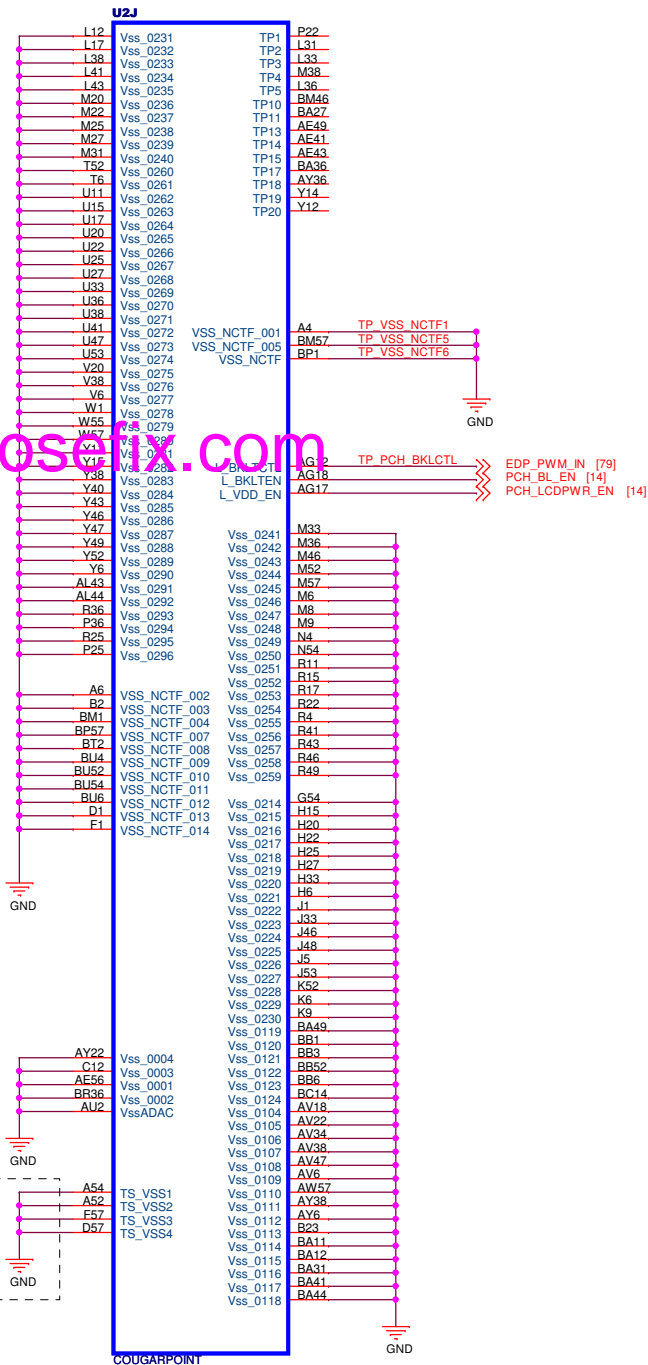 U2J
L12 Vss_0231
L17 Vss_0232
L38 Vss_0233
L41 Vss_0234
L43 Vss_0235
M20 Vss_0236
M22 Vss_0237
M25 Vss_0238
M27 Vss_0239
M31 Vss_0240
T52 Vss_0260
T6 Vss_0261
U11 Vss_0262
U15 Vss_0263
U17 Vss_0264
U20 Vss_0265
U22 Vss_0266
U25 Vss_0267
U27 Vss_0268
U33 Vss_0269
U36 Vss_0270
U38 Vss_0271
U41 Vss_0272
U47 Vss_0273
U53 Vss_0274
V20 Vss_0275
V38 Vss_0276
V6 Vss_0277
W1 Vss_0278
W55 Vss_0279
W57
Y38 Vss_0283
Y40 Vss_0284
Y43 Vss_0285
Y46 Vss_0286
Y47 Vss_0287
Y49 Vss_0288
Y52 Vss_0289
Y6 Vss_0290
AL43 Vss_0291
AL44 Vss_0292
R36 Vss_0293
P36 Vss_0294
R25 Vss_0295
P25 Vss_0296
A6 VSS_NCTF_002
B2 VSS_NCTF_003
BM1 VSS_NCTF_004
BP57 VSS_NCTF_007
BT2 VSS_NCTF_008
BU4 VSS_NCTF_009
BU52 VSS_NCTF_010
BU54 VSS_NCTF_011
BU6 VSS_NCTF_012
D1 VSS_NCTF_013
F1 VSS_NCTF_014
GND
AY22 Vss_0004
C12 Vss_0003
AE56 Vss_0001
BR36 Vss_0002
AU2 VssADAC
GND
A54 TS_VSS1
A52 TS_VSS2
F57 TS_VSS3
D57 TS_VSS4
GND
TP1 P22
TP2 L31
TP3 L33
TP4 M38
TP5 L36
TP10 BM46
TP11 BA27
TP13 AE49
TP14 AE41
TP15 AE43
TP17 BA36
TP18 AY36
TP19 Y14
TP20 Y12
VSS_NCTF_001 A4 TP_VSS_NCTF1
VSS_NCTF_005 BM57 TP_VSS_NCTF5
VSS_NCTF BP1 TP_VSS_NCTF6
GND
osefix.com
L_BKLTCTL AG12 TP_PCH_BKLCTL EDP_PWM_IN [79]
L_BKLTEN AG18 PCH_BL_EN [14]
L_VDD_EN AG17 PCH_LCDPWR_EN [14]
Vss_0241 M33
Vss_0242 M36
Vss_0243 M46
Vss_0244 M52
Vss_0245 M57
Vss_0246 M6
Vss_0247 M8
Vss_0248 M9
Vss_0249 N4
Vss_0250 N54
Vss_0251 R11
Vss_0252 R15
Vss_0253 R17
Vss_0254 R22
Vss_0255 R4
Vss_0256 R41
Vss_0257 R43
Vss_0258 R46
Vss_0259 R49
Vss_0214 G54
Vss_0215 H15
Vss_0216 H20
Vss_0217 H22
Vss_0218 H25
Vss_0219 H27
Vss_0220 H33
Vss_0221 H6
Vss_0222 J1
Vss_0223 J33
Vss_0224 J46
Vss_0225 J48
Vss_0226 J5
Vss_0227 J53
Vss_0228 K52
Vss_0229 K6
Vss_0230 K9
Vss_0119 BA49
Vss_0120 BB1
Vss_0121 BB3
Vss_0122 BB52
Vss_0123 BB6
Vss_0124 BC14
Vss_0104 AV18
Vss_0105 AV22
Vss_0106 AV34
Vss_0107 AV38
Vss_0108 AV47
Vss_0109 AV6
Vss_0110 AW57
Vss_0111 AY38
Vss_0112 AY6
Vss_0113 B23
Vss_0114 BA11
Vss_0115 BA12
Vss_0116 BA31
Vss_0117 BA41
Vss_0118 BA44
GND
COUGARPOINT